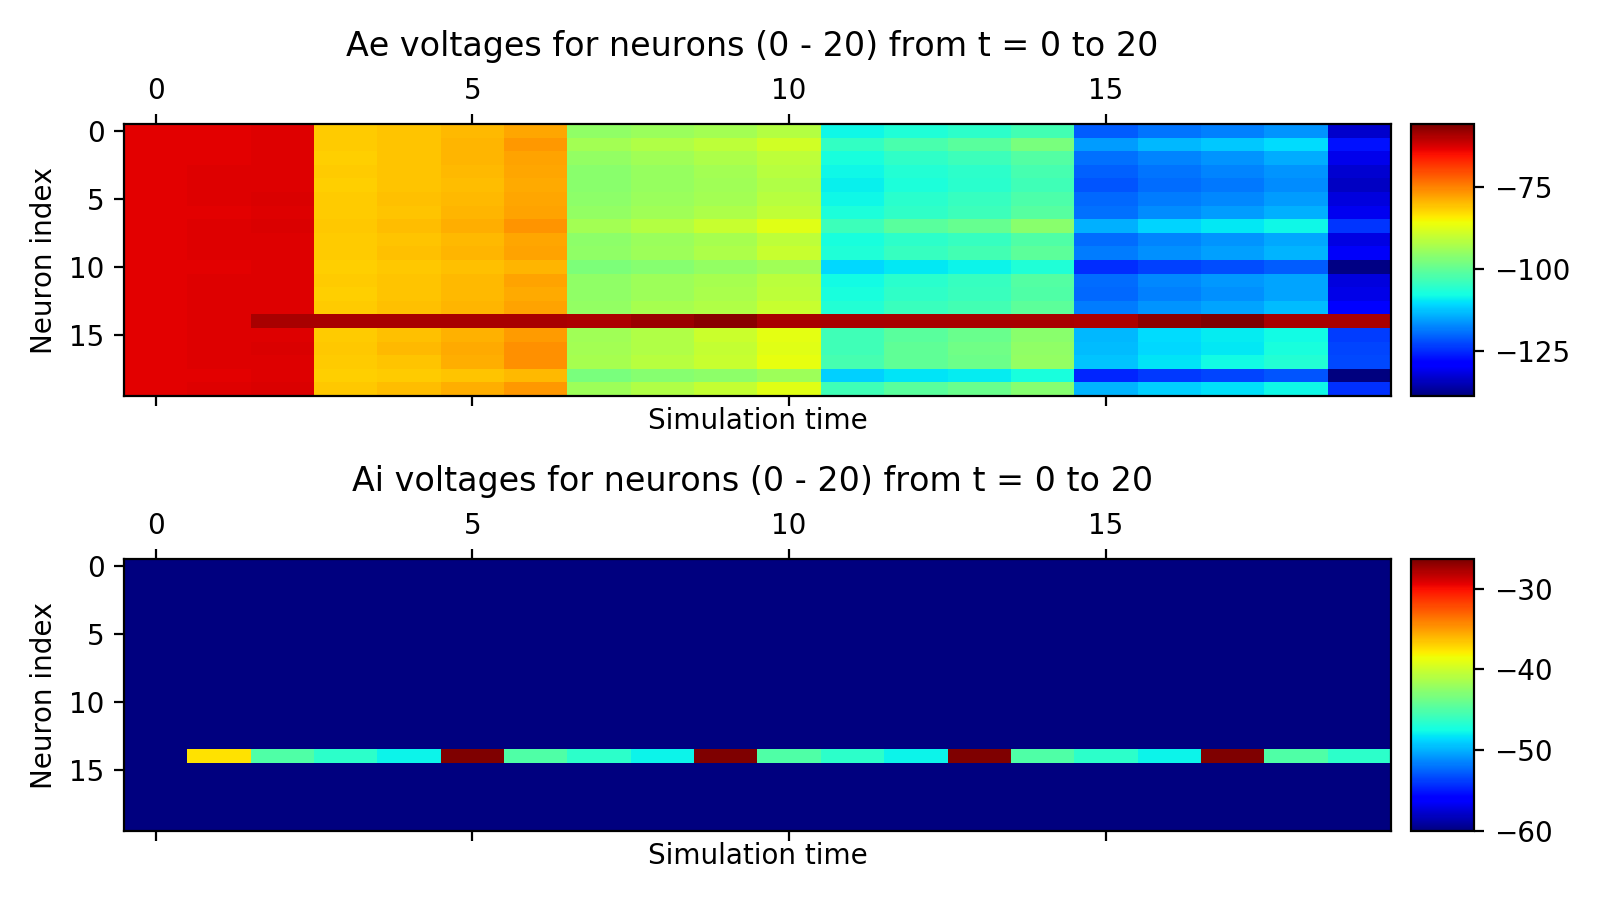 Ae voltages for neurons (0 - 20) from t = 0 to 20
0 5 10 15
Neuron index
0
5
10
15
Simulation time
−75
−100
−125
Ai voltages for neurons (0 - 20) from t = 0 to 20
0 5 10 15
Neuron index
0
5
10
15
Simulation time
−30
−40
−50
−60